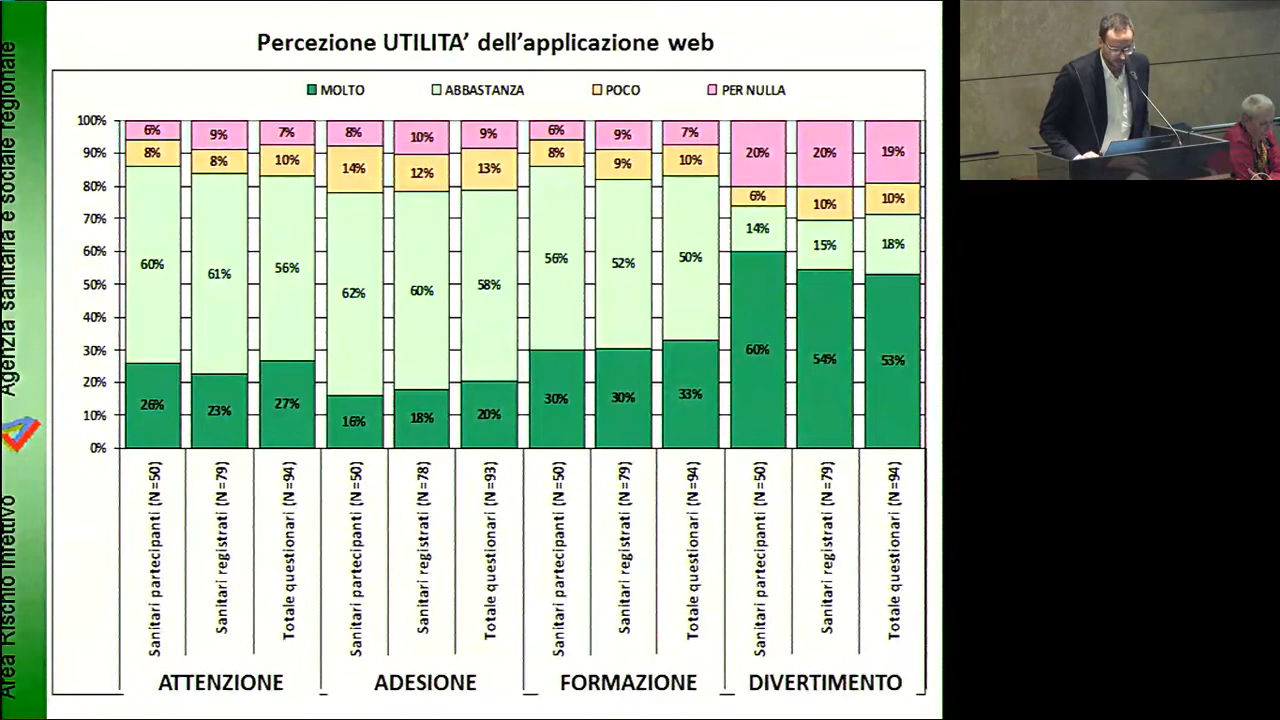 Percezione UTILITA' dell'applicazione web
MOLTO ABBASTANZA POCO PER NULLA
100%
90%
80%
70%
60%
50%
40%
30%
20%
10%
0%
6% 9% 7% 8% 10% 9% 6% 9% 7% 20% 20% 19%
8% 8% 10% 14% 12% 13% 8% 9% 10% 6% 10% 10%
60% 61% 56% 62% 60% 58% 56% 52% 50% 14% 15% 18%
26% 23% 27% 16% 18% 20% 30% 30% 33% 60% 54% 53%
Sanitari partecipanti (N=50)
Sanitari registrati (N=79)
Totale questionari (N=94)
Sanitari partecipanti (N=50)
Sanitari registrati (N=78)
Totale questionari (N=93)
Sanitari partecipanti (N=50)
Sanitari registrati (N=79)
Totale questionari (N=94)
Sanitari partecipanti (N=50)
Sanitari registrati (N=79)
Totale questionari (N=94)
ATTENZIONE ADESIONE FORMAZIONE DIVERTIMENTO
Agenzia sanitaria e sociale regionale
Area Rischio Infettivo